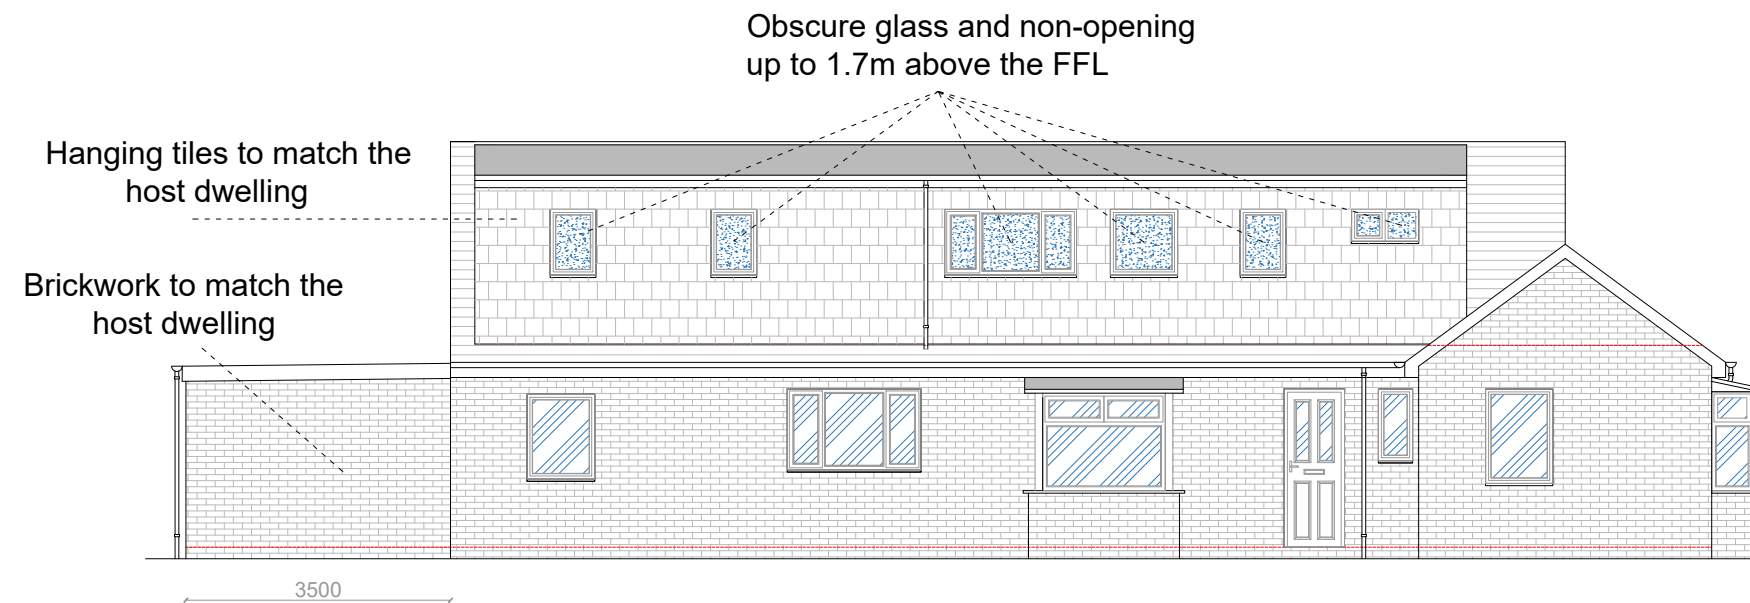 Obscure glass and non-opening
up to 1.7m above the FFL
Hanging tiles to match the
host dwelling
Brickwork to match the
host dwelling
3500